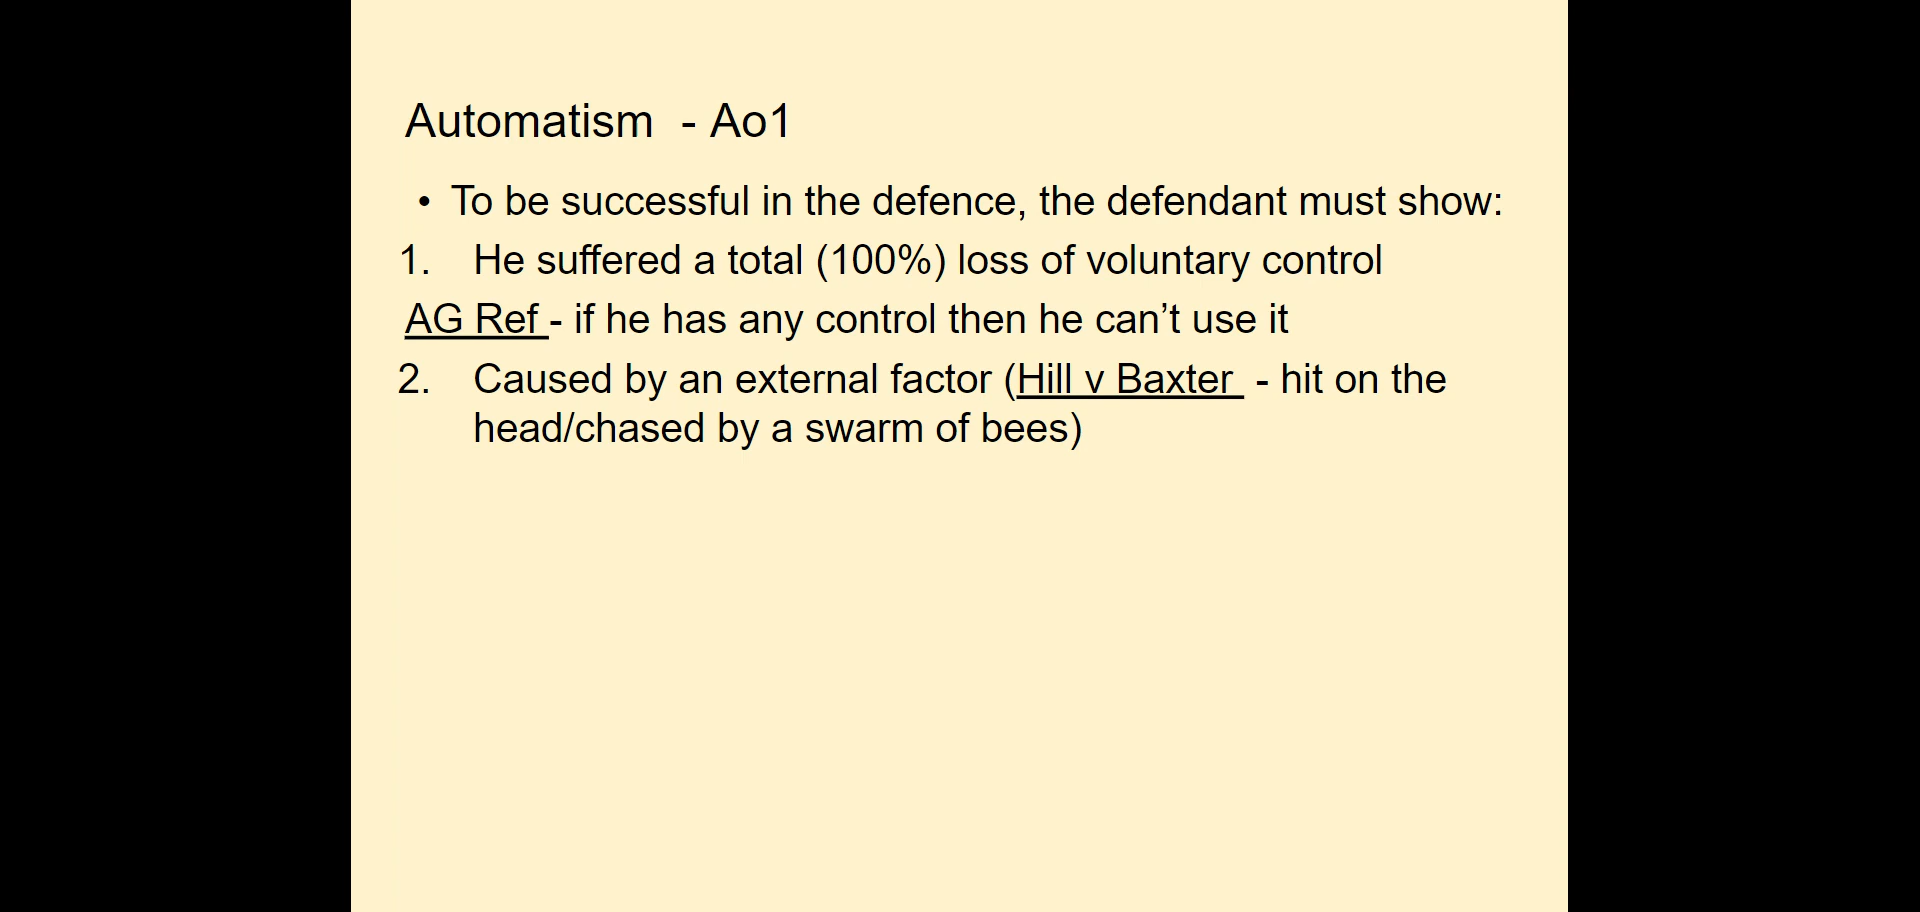 Automatism - Ao1
• To be successful in the defence, the defendant must show:
1. He suffered a total (100%) loss of voluntary control
AG Ref - if he has any control then he can’t use it
2. Caused by an external factor (Hill v Baxter - hit on the
head/chased by a swarm of bees)